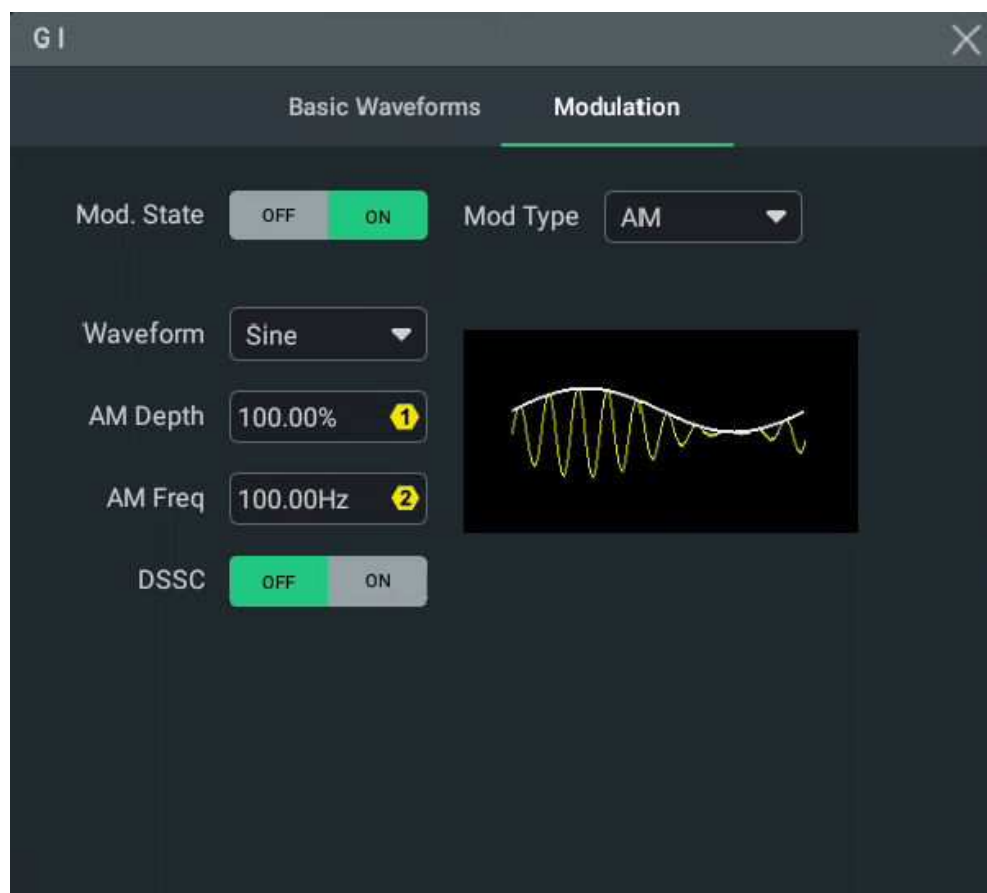 G I
Basic Waveforms Modulation
Mod. State OFF ON Mod Type AM
Waveform Sine
AM Depth 100.00% 1
AM Freq 100.00Hz 2
DSSC OFF ON